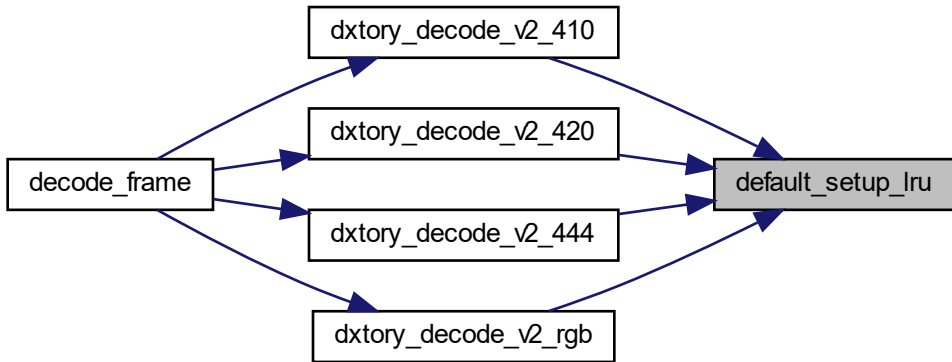 dxtory_decode_v2_410
dxtory_decode_v2_420
decode_frame
default_setup_lru
dxtory_decode_v2_444
dxtory_decode_v2_rgb